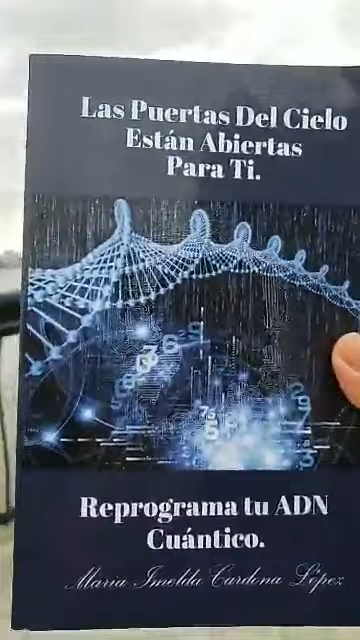 Las Puertas Del Cielo
Están Abiertas
Para Ti.
Reprograma tu ADN
Cuántico.
Maria Imelda Cardona López